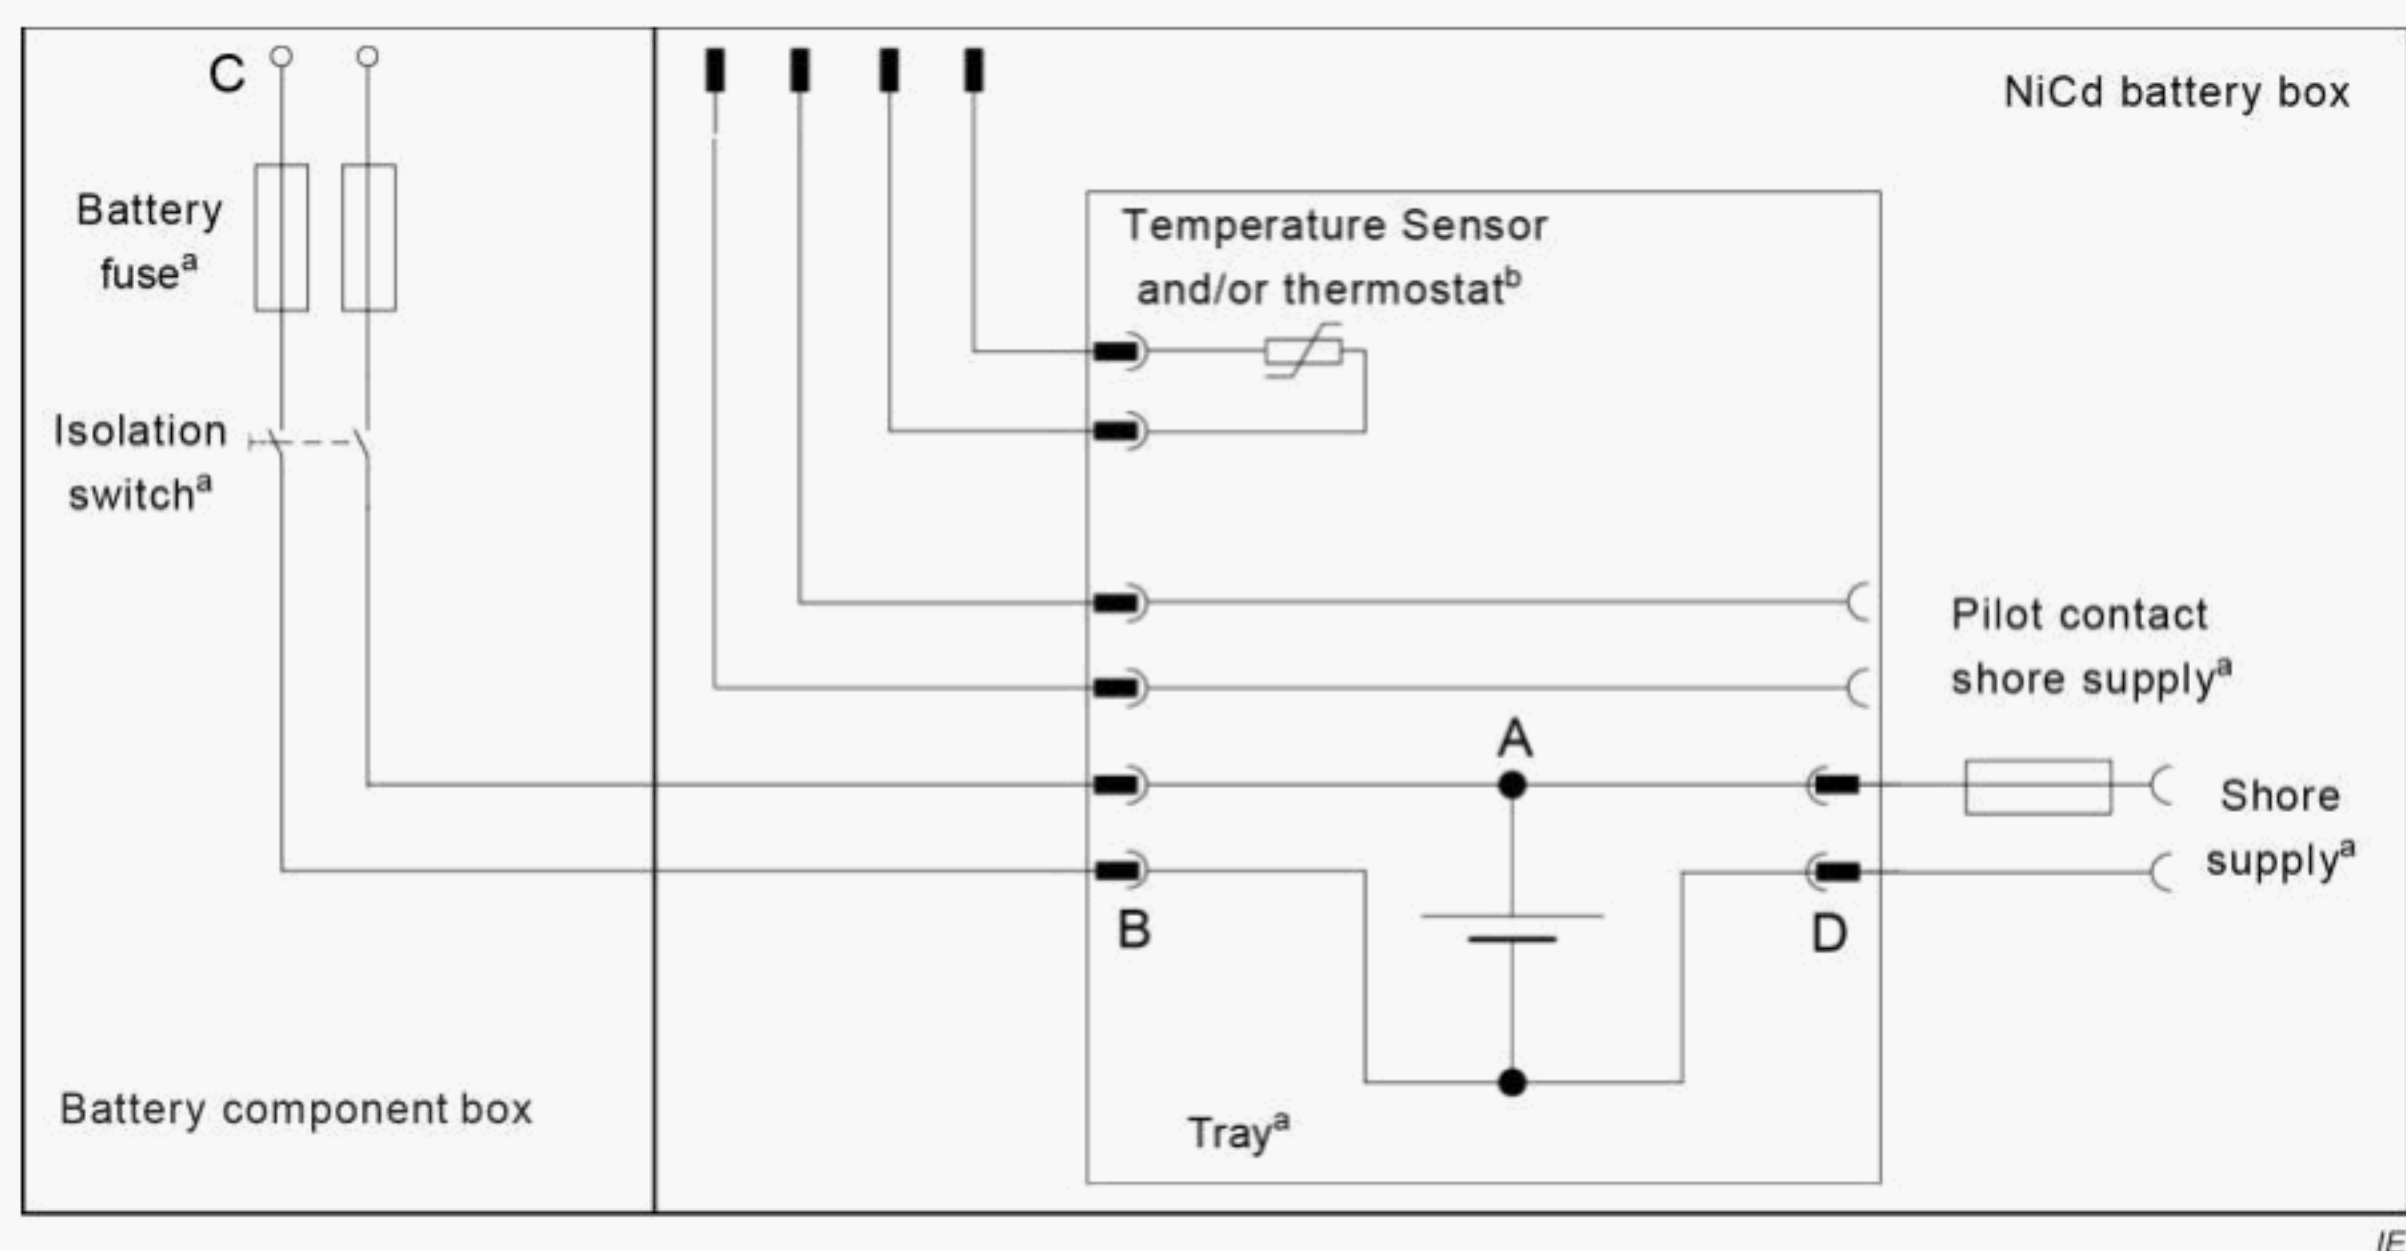 C
NiCd battery box
Battery
fuseᵃ
Temperature Sensor
and/or thermostatᵇ
Isolation
switchᵃ
Pilot contact
shore supplyᵃ
A
Shore
supplyᵃ
B
D
Battery component box
Trayᵃ